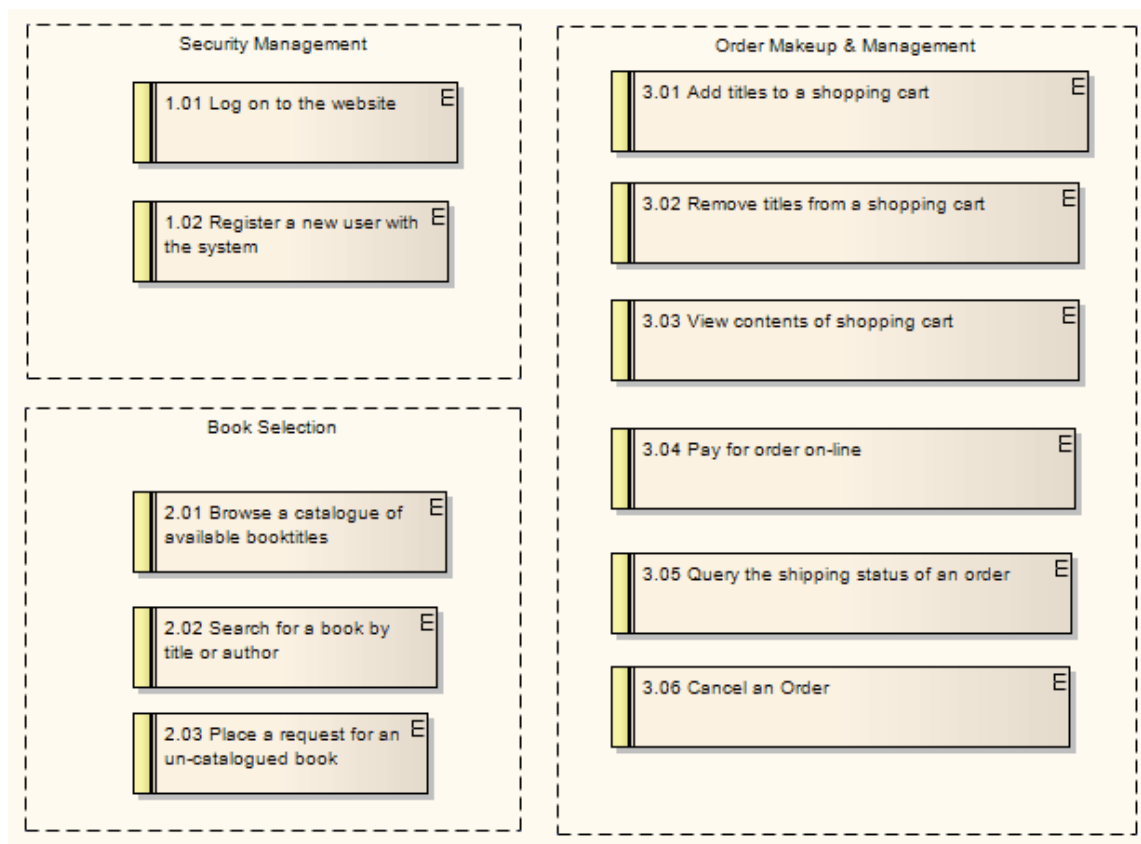 Security Management
1.01 Log on to the website
E
1.02 Register a new user with
the system
E
Book Selection
2.01 Browse a catalogue of
available booktitles
E
2.02 Search for a book by
title or author
E
2.03 Place a request for an
un-catalogued book
E
Order Makeup & Management
3.01 Add titles to a shopping cart
E
3.02 Remove titles from a shopping cart
E
3.03 View contents of shopping cart
E
3.04 Pay for order on-line
E
3.05 Query the shipping status of an order
E
3.06 Cancel an Order
E